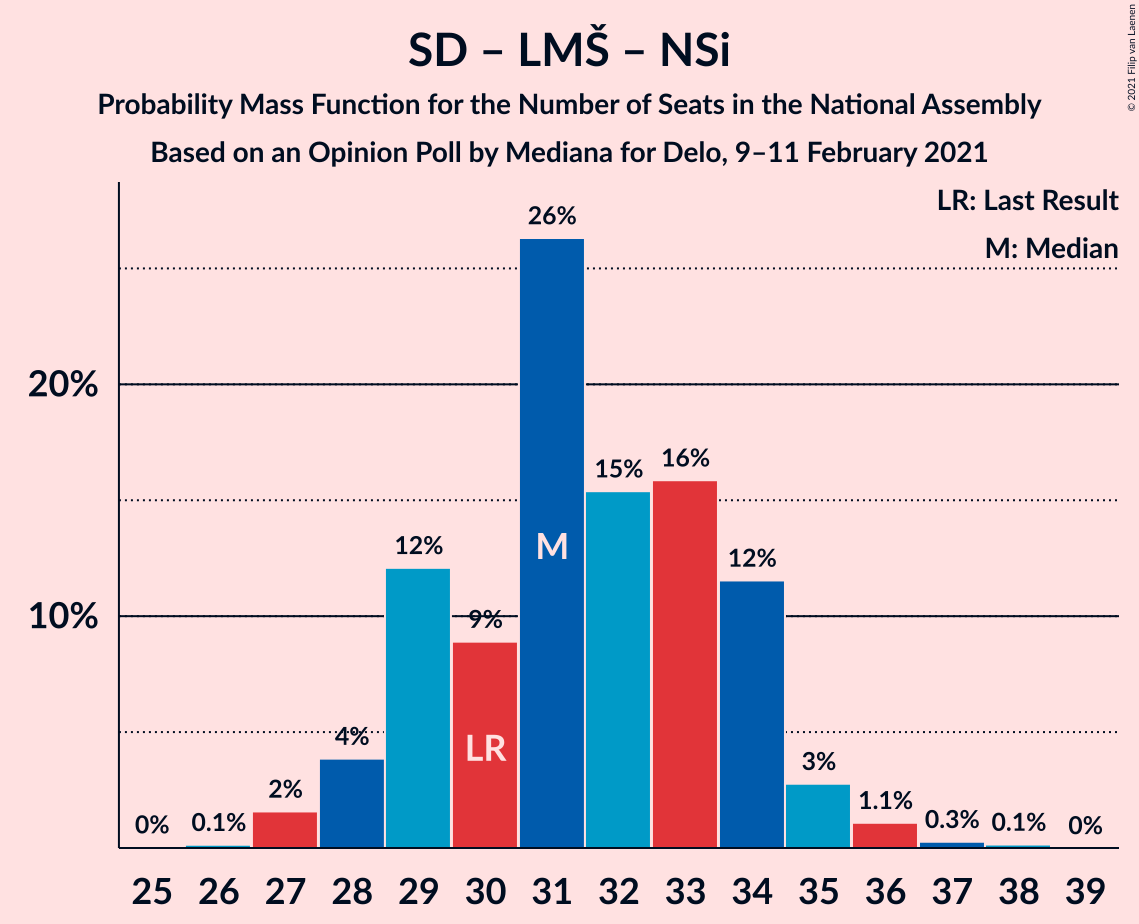 SD – LMŠ – NSi
Probability Mass Function for the Number of Seats in the National Assembly
Based on an Opinion Poll by Mediana for Delo, 9–11 February 2021
© 2021 Filip van Laenen
LR: Last Result
M: Median
20%
10%
0%
0.1%
2%
4%
12%
9%
26%
15%
16%
12%
3%
1.1%
0.3%
0.1%
0%
M
LR
25 26 27 28 29 30 31 32 33 34 35 36 37 38 39